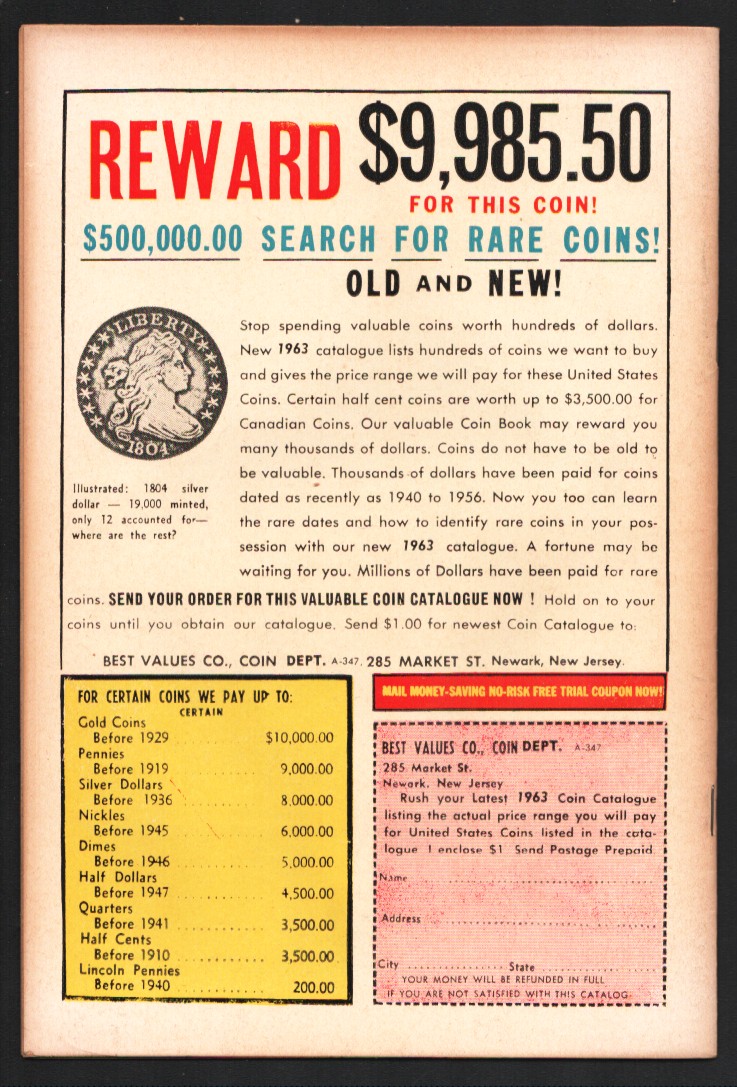 REWARD $9,985.50
FOR THIS COIN!
$500,000.00 SEARCH FOR RARE COINS!
OLD AND NEW!
LIBERTY
1804
Illustrated: 1804 silver
dollar — 19,000 minted,
only 12 accounted for—
where are the rest?
Stop spending valuable coins worth hundreds of dollars.
New 1963 catalogue lists hundreds of coins we want to buy
and gives the price range we will pay for these United States
Coins. Certain half cent coins are worth up to $3,500.00 for
Canadian Coins. Our valuable Coin Book may reward you
many thousands of dollars. Coins do not have to be old to
be valuable. Thousands of dollars have been paid for coins
dated as recently as 1940 to 1956. Now you too can learn
the rare dates and how to identify rare coins in your pos-
session with our new 1963 catalogue. A fortune may be
waiting for you. Millions of Dollars have been paid for rare
coins. SEND YOUR ORDER FOR THIS VALUABLE COIN CATALOGUE NOW ! Hold on to your
coins until you obtain our catalogue. Send $1.00 for newest Coin Catalogue to:
BEST VALUES CO., COIN DEPT. A-347, 285 MARKET ST. Newark, New Jersey.
FOR CERTAIN COINS WE PAY UP TO:
CERTAIN
Gold Coins
Before 1929 ........... $10,000.00
Pennies
Before 1919 ........... 9,000.00
Silver Dollars
Before 1936 ........... 8,000.00
Nickles
Before 1945 ........... 6,000.00
Dimes
Before 1946 ........... 5,000.00
Half Dollars
Before 1947 ........... 4,500.00
Quarters
Before 1941 ........... 3,500.00
Half Cents
Before 1910 ........... 3,500.00
Lincoln Pennies
Before 1940 ........... 200.00
MAIL MONEY-SAVING NO-RISK FREE TRIAL COUPON NOW!
BEST VALUES CO., COIN DEPT. A-347
285 Market St.
Newark, New Jersey
Rush your Latest 1963 Coin Catalogue
listing the actual price range you will pay
for United States Coins listed in the cata-
logue I enclose $1 Send Postage Prepaid.
Name
Address
City ............... State ...............
YOUR MONEY WILL BE REFUNDED IN FULL
IF YOU ARE NOT SATISFIED WITH THIS CATALOG.